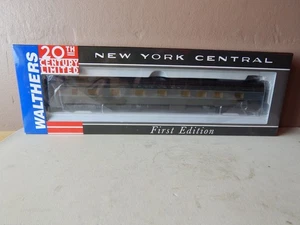 WALTHERS
20TH
CENTURY
LIMITED
NEW YORK CENTRAL
First Edition